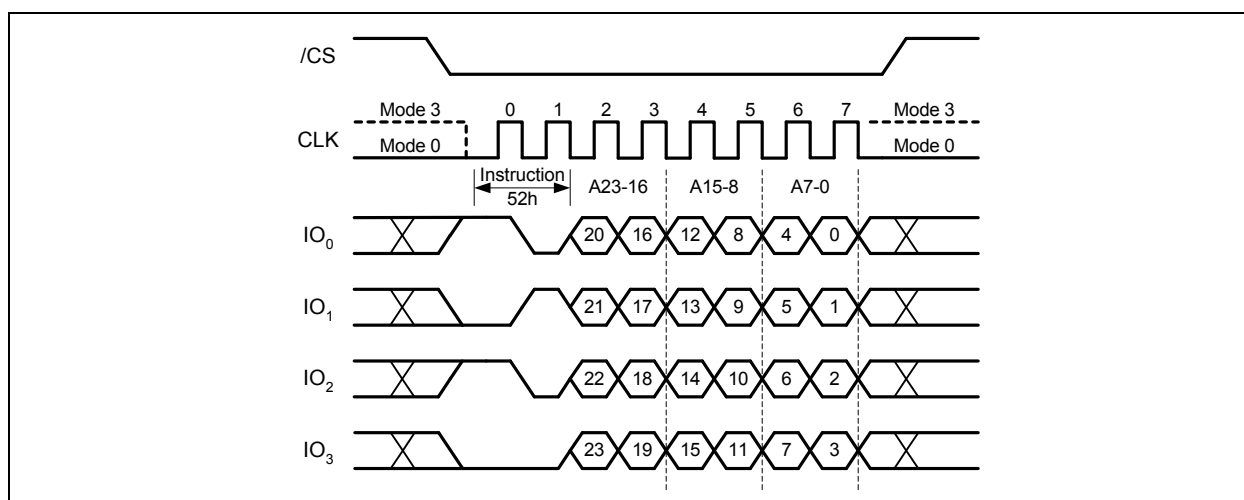 /CS
Mode 3 0 1 2 3 4 5 6 7 Mode 3
CLK
Mode 0 Mode 0
Instruction
52h A23-16 A15-8 A7-0
IO0 20 16 12 8 4 0
IO1 21 17 13 9 5 1
IO2 22 18 14 10 6 2
IO3 23 19 15 11 7 3